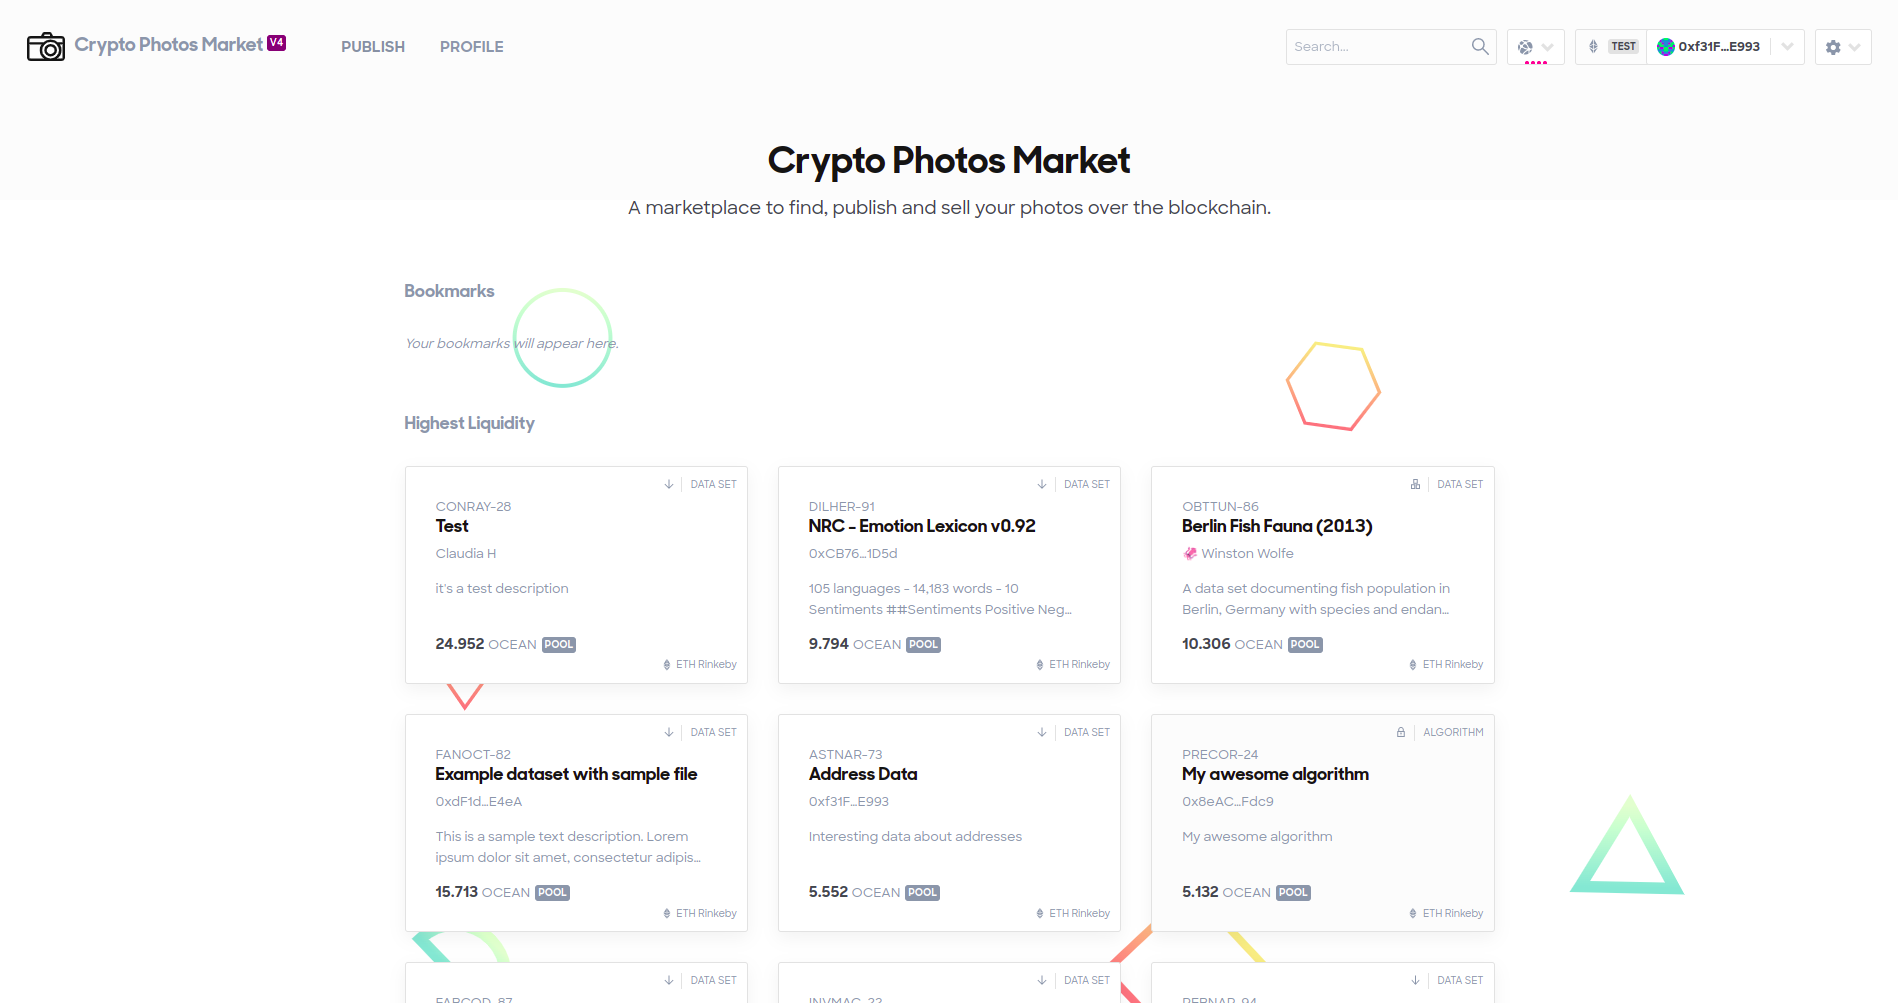 Crypto Photos Market V4
PUBLISH
PROFILE
Search...
TEST
0xf31F…E993
Crypto Photos Market
A marketplace to find, publish and sell your photos over the blockchain.
Bookmarks
Your bookmarks will appear here.
Highest Liquidity
DATA SET
CONRAY-28
Test
Claudia H
it's a test description
24.952 OCEAN POOL
ETH Rinkeby
DATA SET
DILHER-91
NRC - Emotion Lexicon v0.92
0xCB76…1D5d
105 languages - 14,183 words - 10
Sentiments ##Sentiments Positive Neg…
9.794 OCEAN POOL
ETH Rinkeby
DATA SET
OBTTUN-86
Berlin Fish Fauna (2013)
🦑 Winston Wolfe
A data set documenting fish population in
Berlin, Germany with species and endan…
10.306 OCEAN POOL
ETH Rinkeby
DATA SET
FANOCT-82
Example dataset with sample file
0xdF1d…E4eA
This is a sample text description. Lorem
ipsum dolor sit amet, consectetur adipis…
15.713 OCEAN POOL
ETH Rinkeby
DATA SET
ASTNAR-73
Address Data
0xf31F…E993
Interesting data about addresses
5.552 OCEAN POOL
ETH Rinkeby
ALGORITHM
PRECOR-24
My awesome algorithm
0x8eAC…Fdc9
My awesome algorithm
5.132 OCEAN POOL
ETH Rinkeby
DATA SET
DATA SET
DATA SET